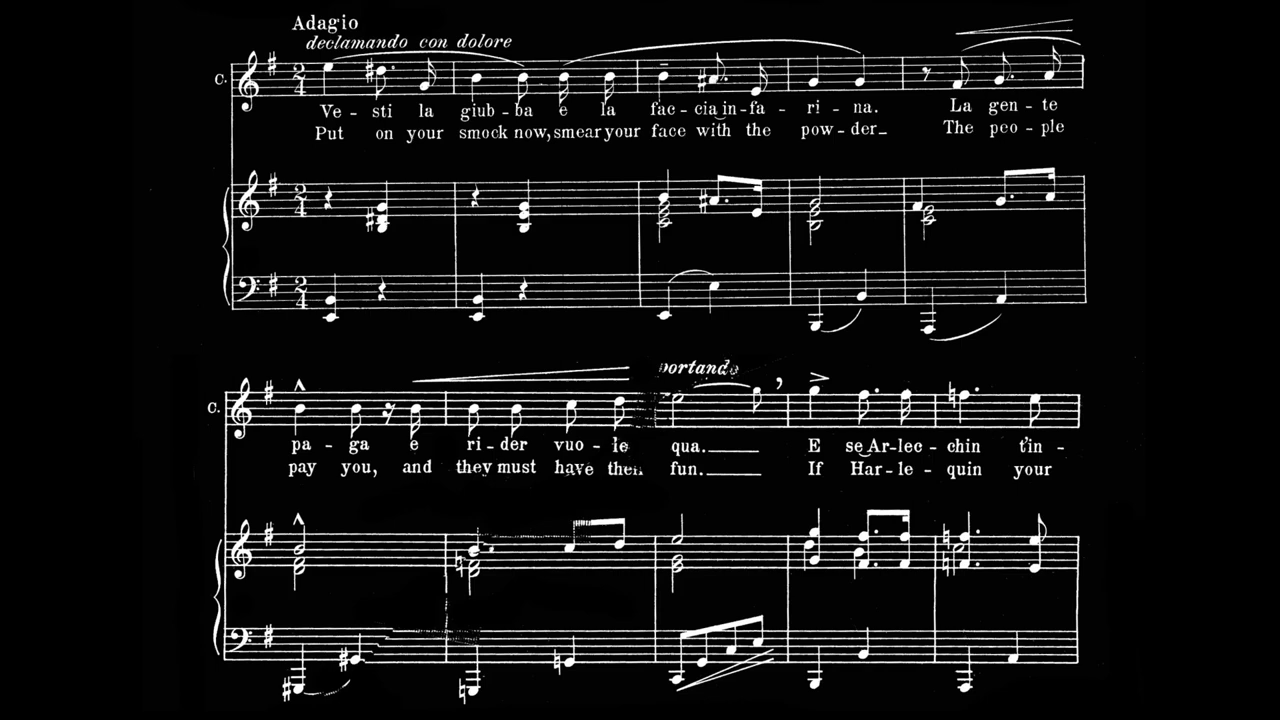 Adagio
declamando con dolore
C.
Ve - sti la giub - ba e la fac - cia in - fa - ri - na. La gen - te
Put on your smock now, smear your face with the pow - der_ The peo - ple
portando
C.
pa - ga e ri - der vuo - le qua.____ E se Ar - lec - chin t'in -
pay you, and they must have their fun.____ If Har - le - quin your